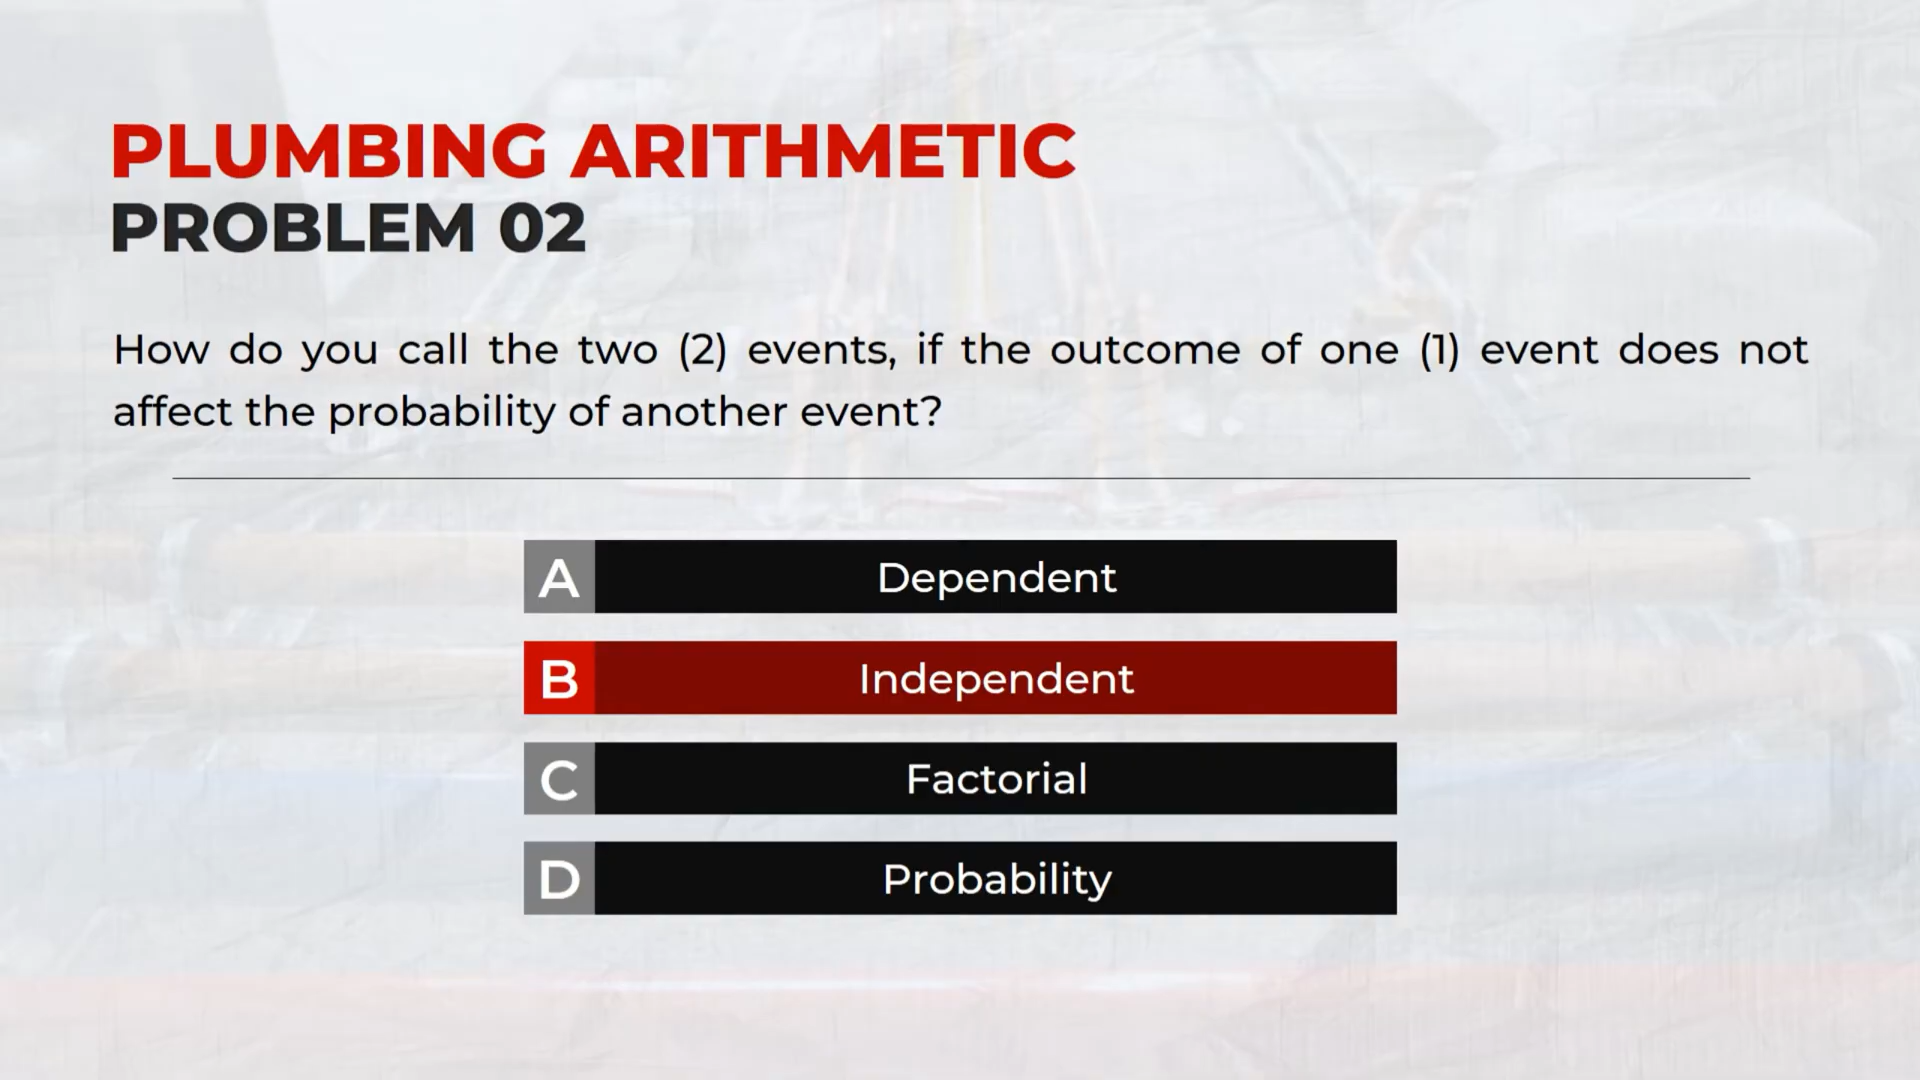 PLUMBING ARITHMETIC
PROBLEM 02
How do you call the two (2) events, if the outcome of one (1) event does not
affect the probability of another event?
A Dependent
B Independent
C Factorial
D Probability